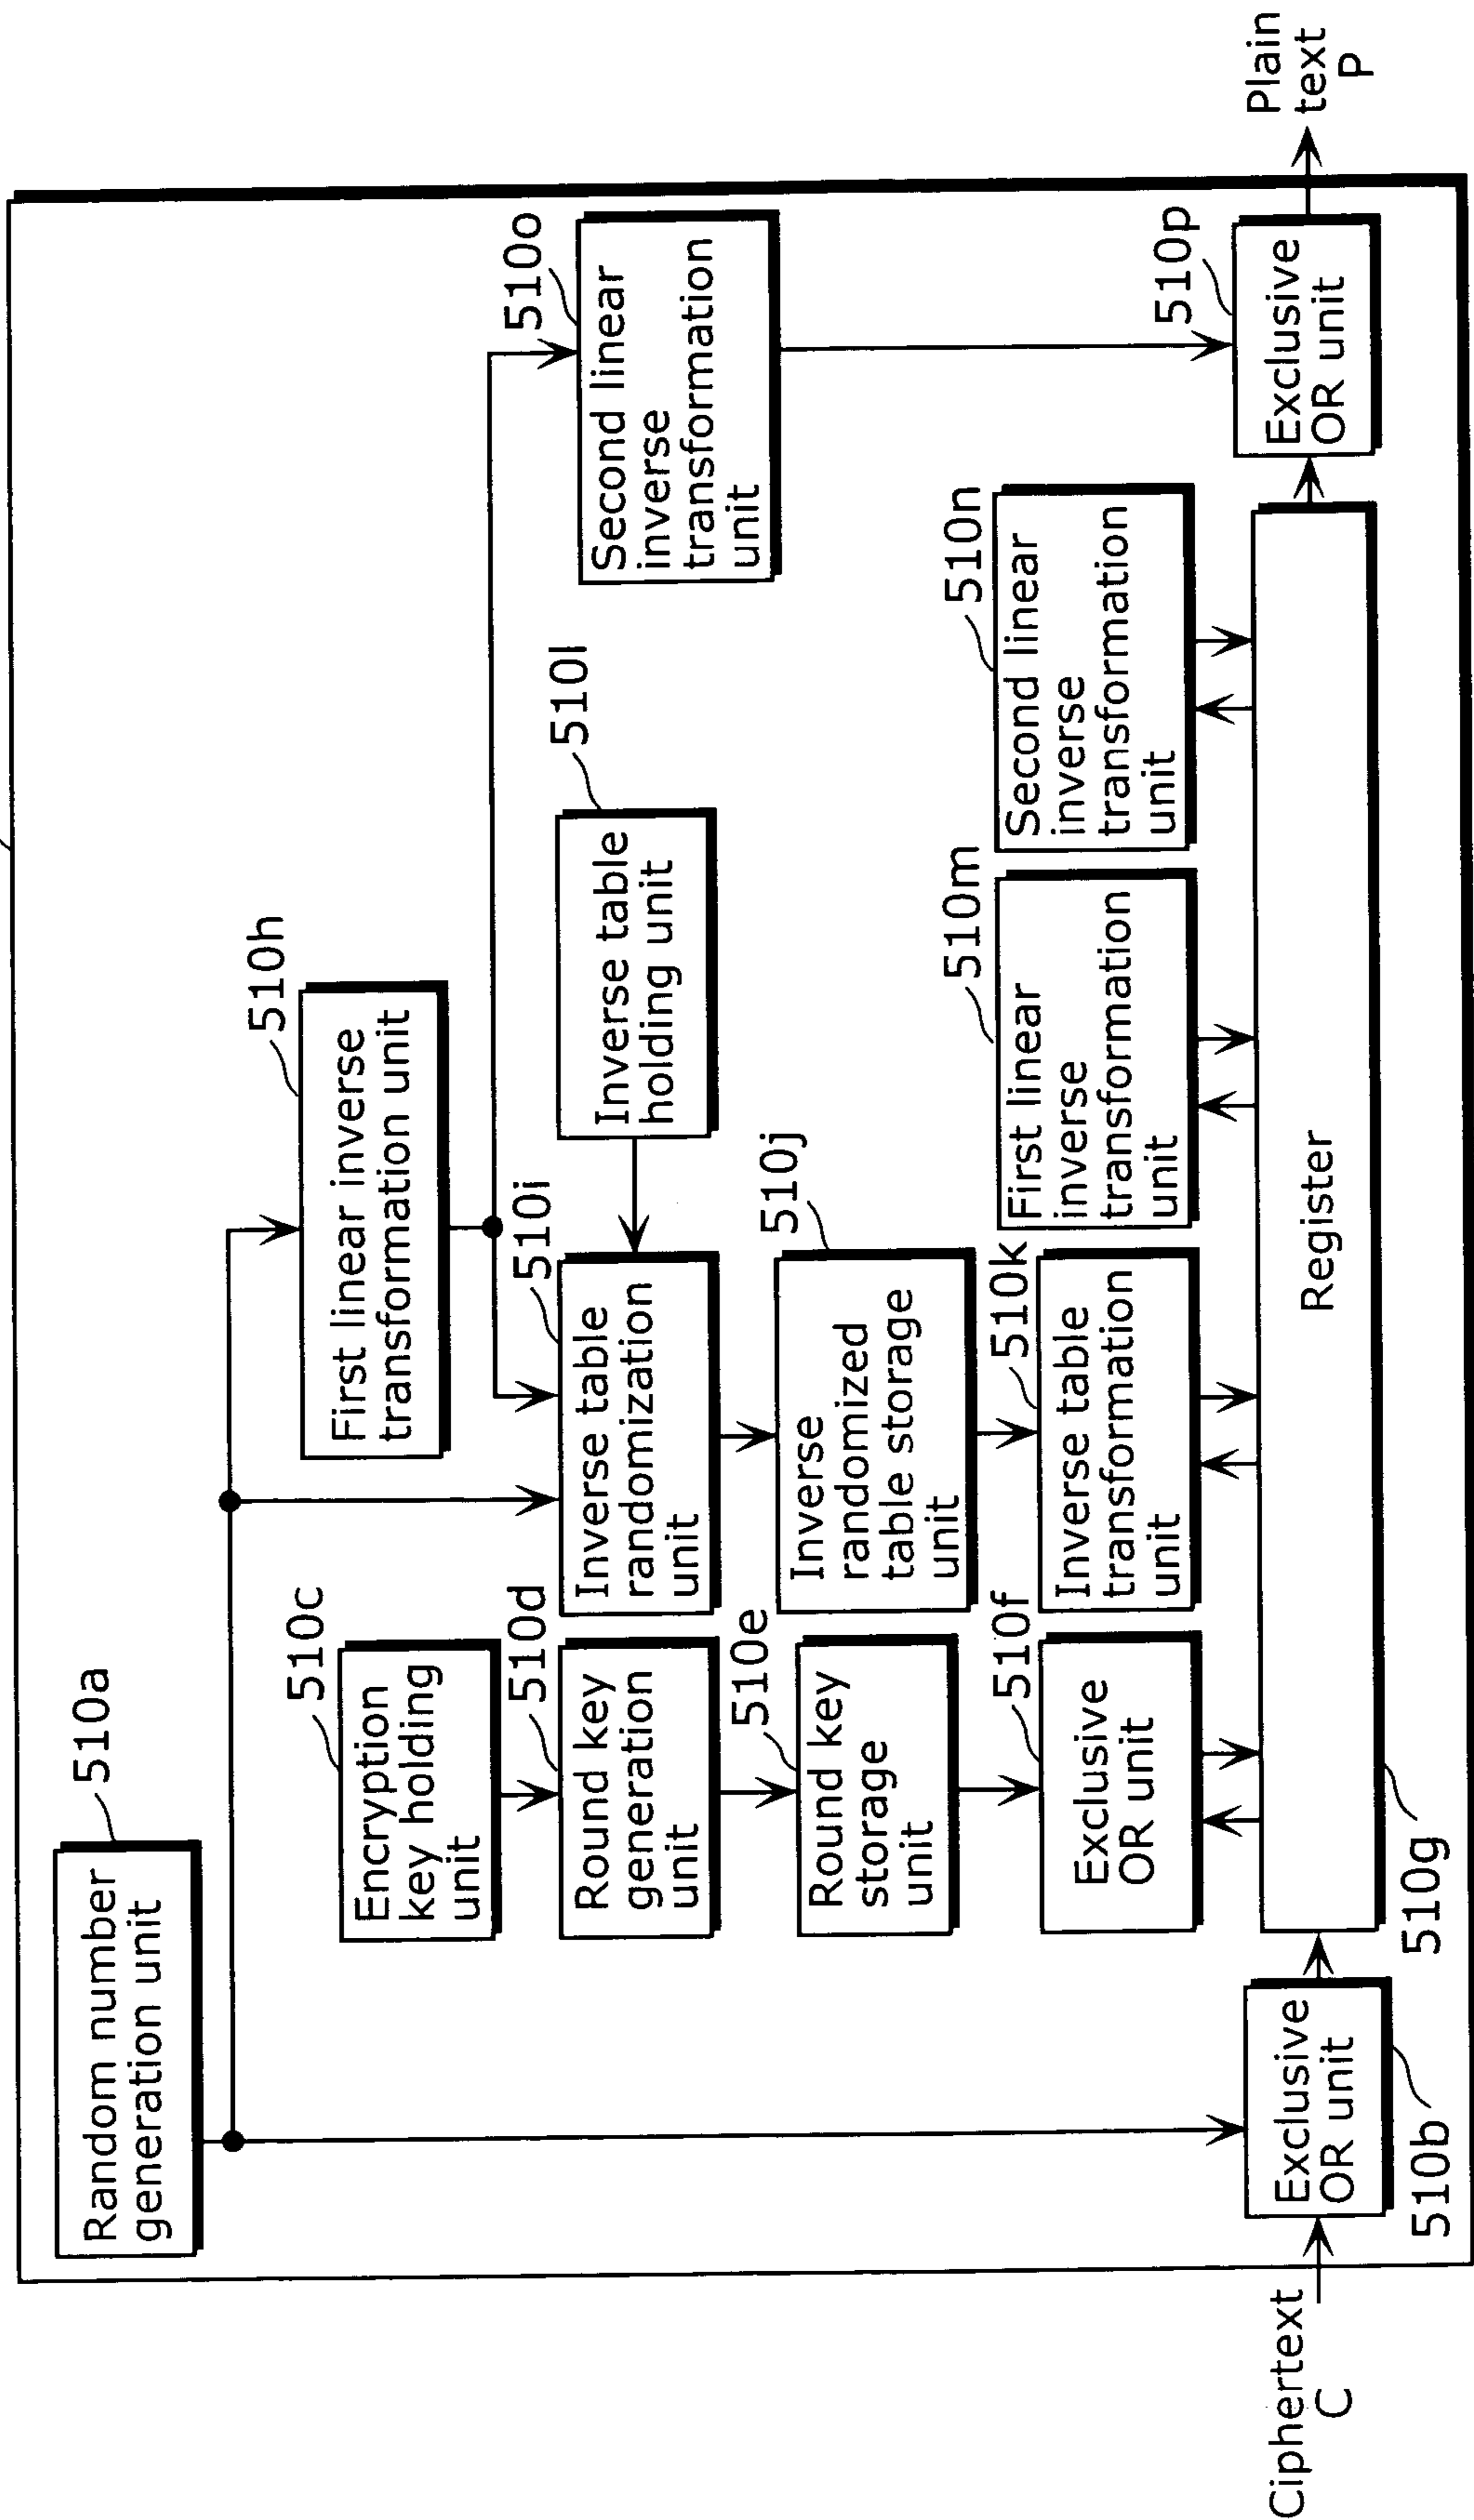 510a
Random number
generation unit
510h
First linear inverse
transformation unit
510c
Encryption
key holding
unit
510d
Round key
generation
unit
510i
Inverse table
randomization
unit
510l
Inverse table
holding unit
510o
Second linear
inverse
transformation
unit
510e
Round key
storage
unit
510j
Inverse
randomized
table storage
unit
510f
Exclusive
OR unit
510k
Inverse table
transformation
unit
510m
First linear
inverse
transformation
unit
510n
Second linear
inverse
transformation
unit
510p
Exclusive
OR unit
Plain
text
P
Ciphertext
C
Exclusive
OR unit
510b
Register
510g